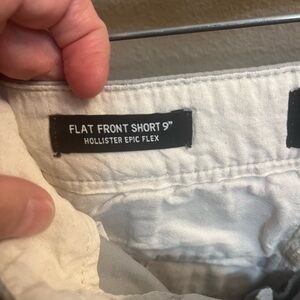 FLAT FRONT SHORT 9"
HOLLISTER EPIC FLEX